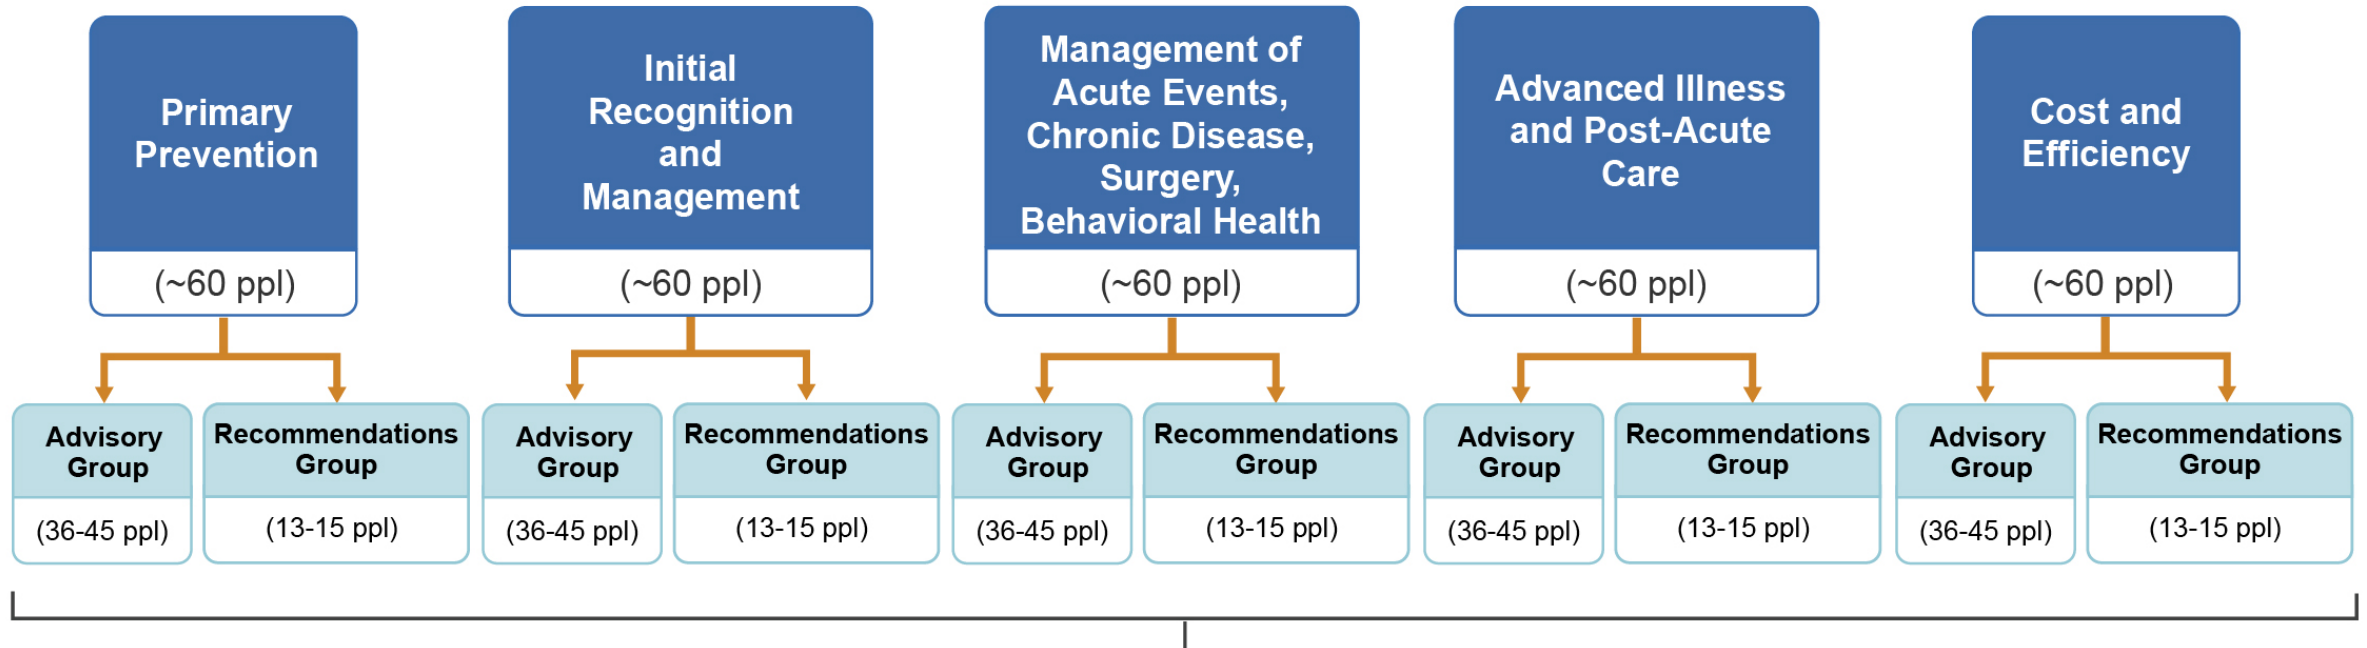 Primary
Prevention
(~60 ppl)
Initial
Recognition
and
Management
(~60 ppl)
Management of
Acute Events,
Chronic Disease,
Surgery,
Behavioral Health
(~60 ppl)
Advanced Illness
and Post-Acute
Care
(~60 ppl)
Cost and
Efficiency
(~60 ppl)
Advisory
Group
(36-45 ppl)
Recommendations
Group
(13-15 ppl)
Advisory
Group
(36-45 ppl)
Recommendations
Group
(13-15 ppl)
Advisory
Group
(36-45 ppl)
Recommendations
Group
(13-15 ppl)
Advisory
Group
(36-45 ppl)
Recommendations
Group
(13-15 ppl)
Advisory
Group
(36-45 ppl)
Recommendations
Group
(13-15 ppl)